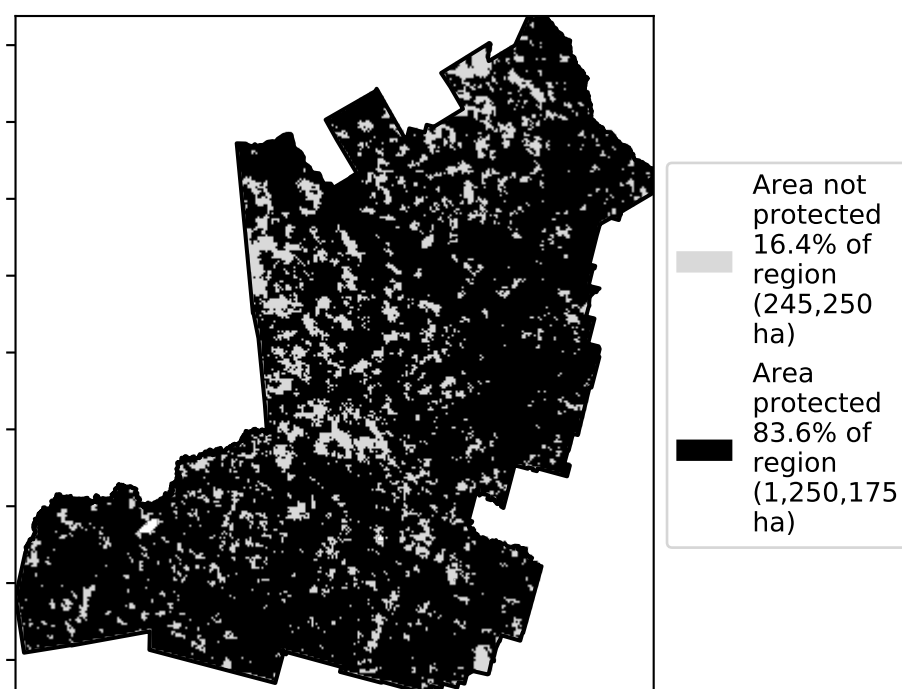 Area not
protected
16.4% of
region
(245,250
ha)
Area
protected
83.6% of
region
(1,250,175
ha)